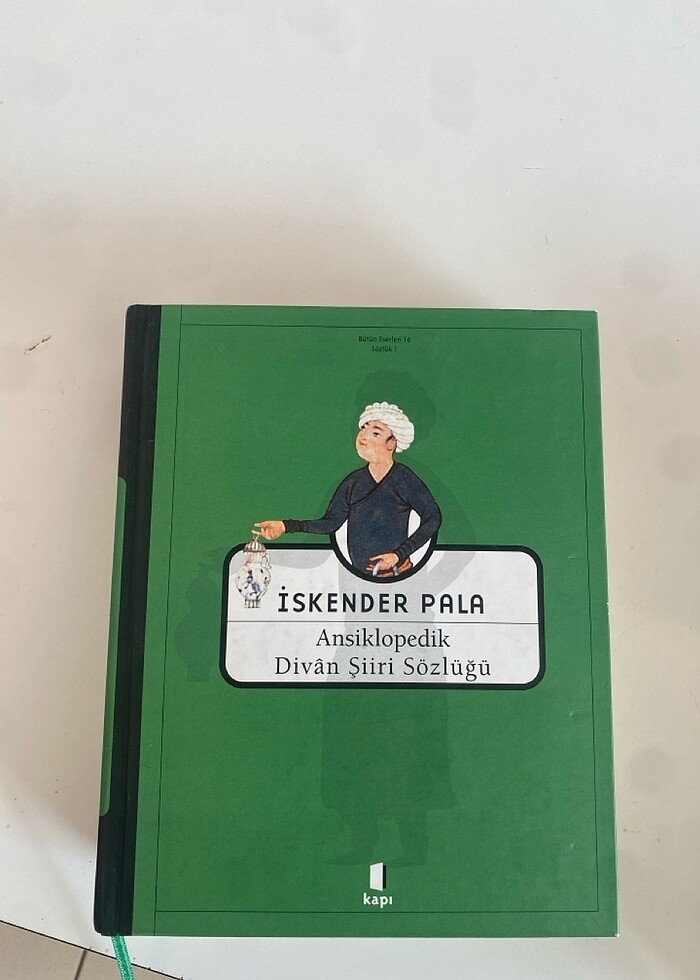 Bütün Eserleri 14
Sözlük 1
İSKENDER PALA
Ansiklopedik
Divân Şiiri Sözlüğü
kapı